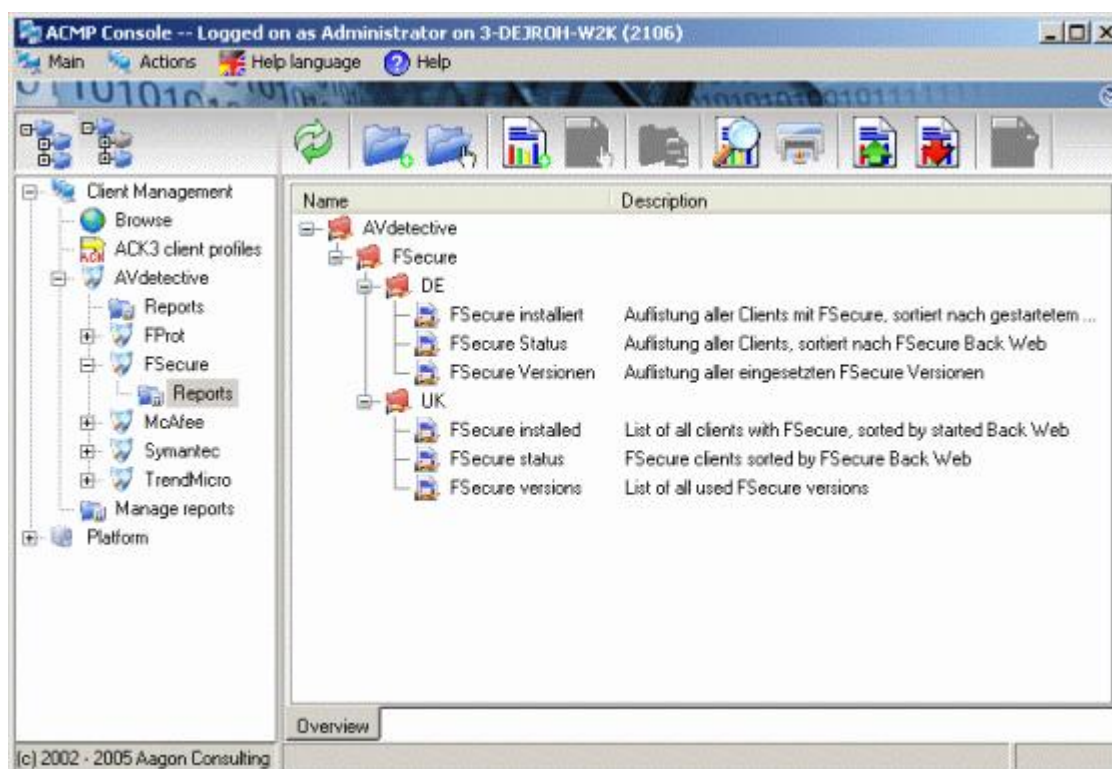 ACMP Console -- Logged on as Administrator on 3-DEJROH-W2K (2106)
Main Actions Help language Help
Client Management
Browse
ACK3 client profiles
AVdetective
Reports
FProt
FSecure
Reports
McAfee
Symantec
TrendMicro
Manage reports
Platform
Name Description
AVdetective
FSecure
DE
FSecure installiert Auflistung aller Clients mit FSecure, sortiert nach gestartetem ...
FSecure Status Auflistung aller Clients, sortiert nach FSecure Back Web
FSecure Versionen Auflistung aller eingesetzten FSecure Versionen
UK
FSecure installed List of all clients with FSecure, sorted by started Back Web
FSecure status FSecure clients sorted by FSecure Back Web
FSecure versions List of all used FSecure versions
Overview
(c) 2002 - 2005 Aagon Consulting